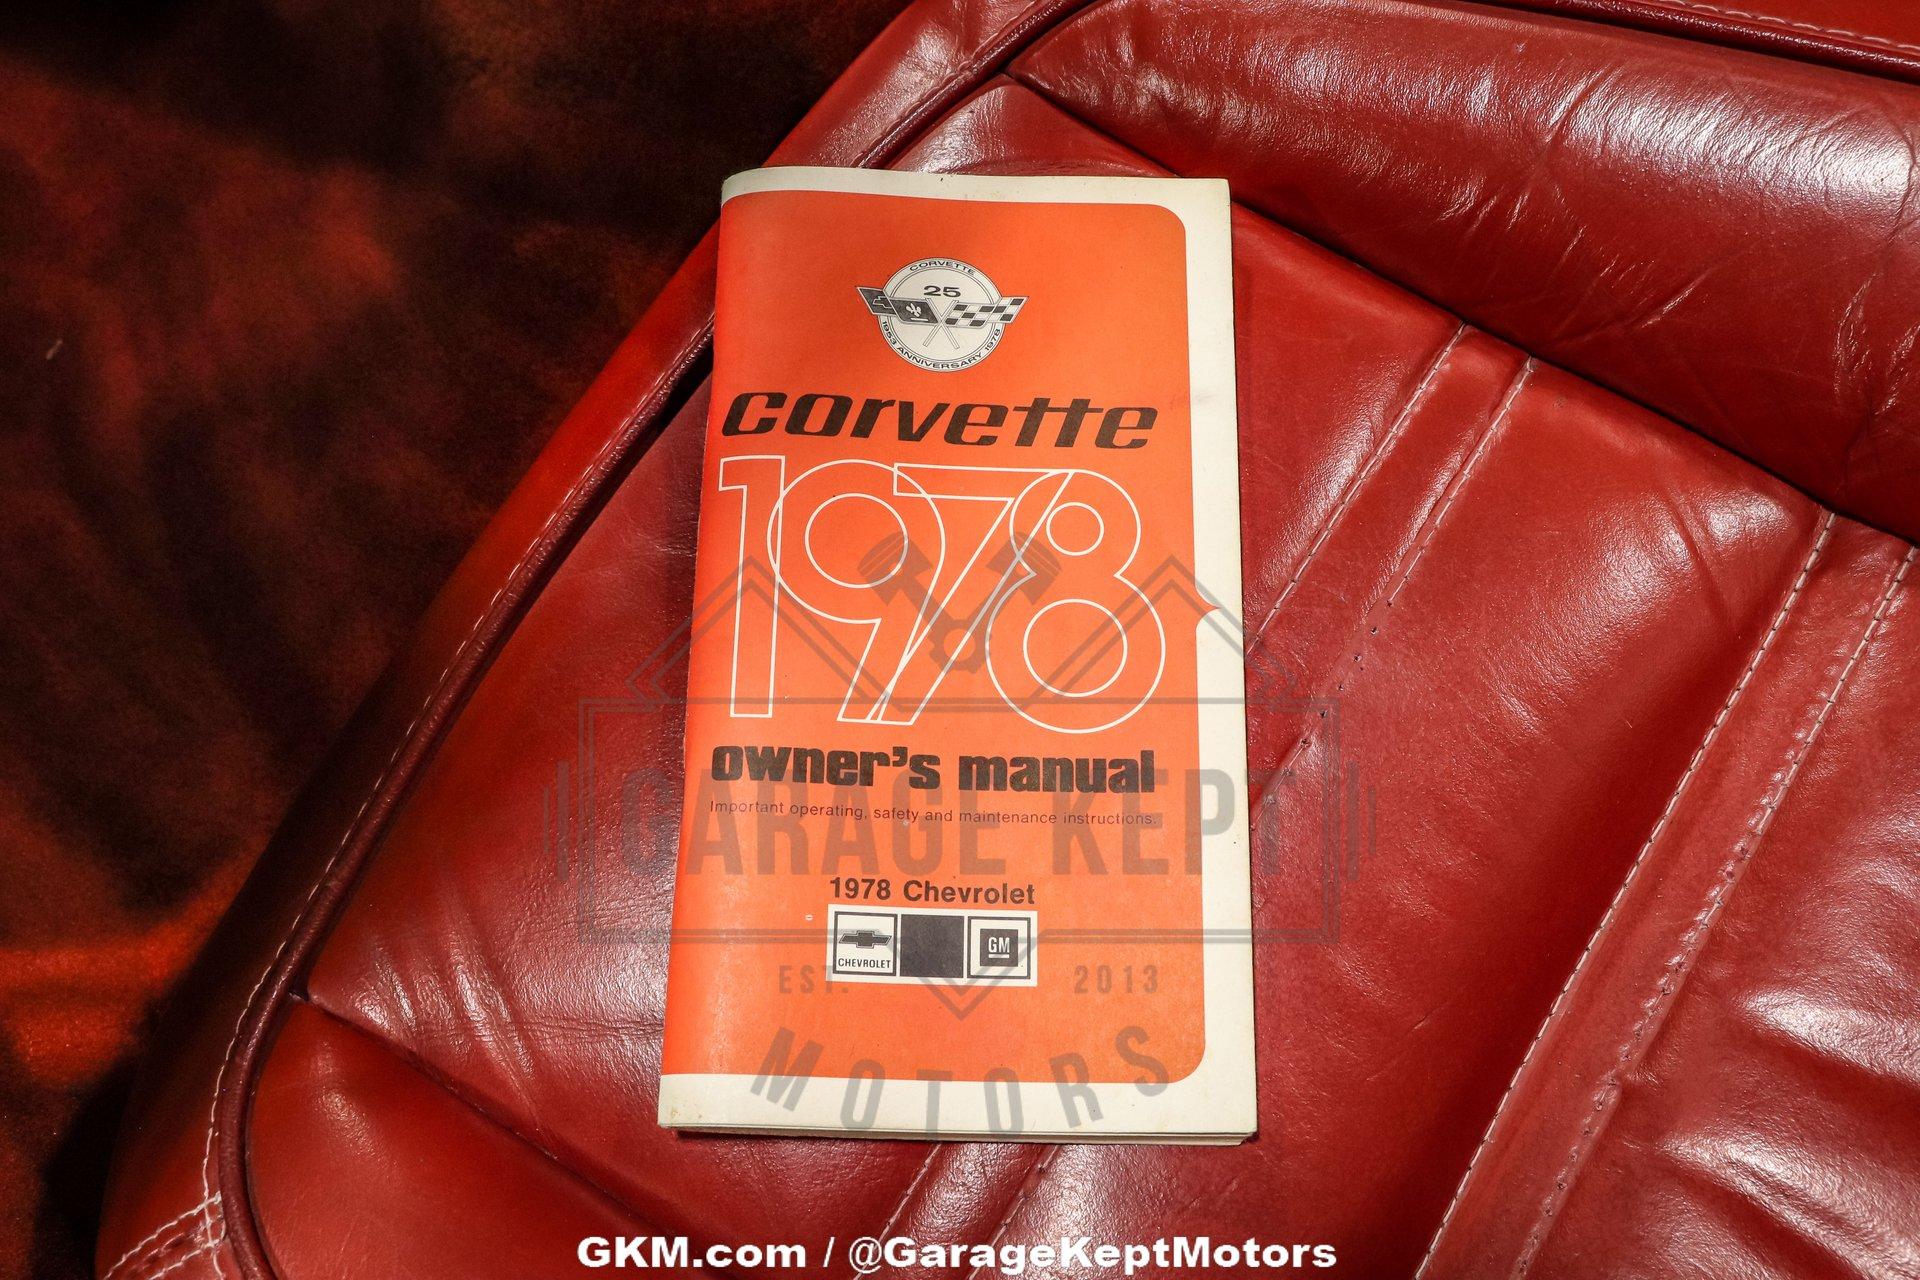 CORVETTE
25
1953 ANNIVERSARY 1978
corvette
1978
owner's manual
Important operating, safety and maintenance instructions.
GARAGE KEPT
1978 Chevrolet
CHEVROLET
GM
EST. 2013
MOTORS
GKM.com / @GarageKeptMotors